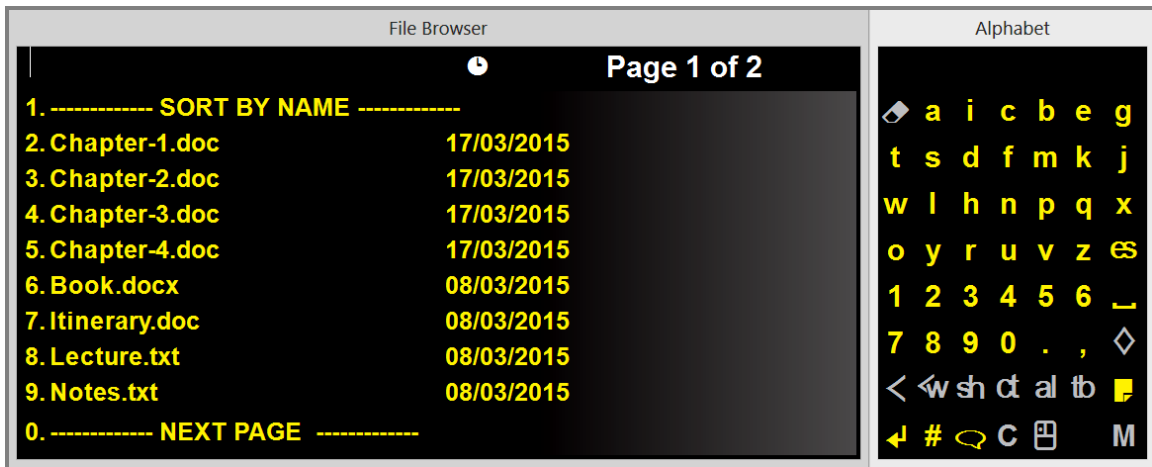 File Browser
Page 1 of 2
1. ------------- SORT BY NAME -------------
2. Chapter-1.doc 17/03/2015
3. Chapter-2.doc 17/03/2015
4. Chapter-3.doc 17/03/2015
5. Chapter-4.doc 17/03/2015
6. Book.docx 08/03/2015
7. Itinerary.doc 08/03/2015
8. Lecture.txt 08/03/2015
9. Notes.txt 08/03/2015
0. ------------- NEXT PAGE -------------
Alphabet
a i c b e g
t s d f m k j
w l h n p q x
o y r u v z es
1 2 3 4 5 6
7 8 9 0 . ,
< w sh ct al tb
# C M